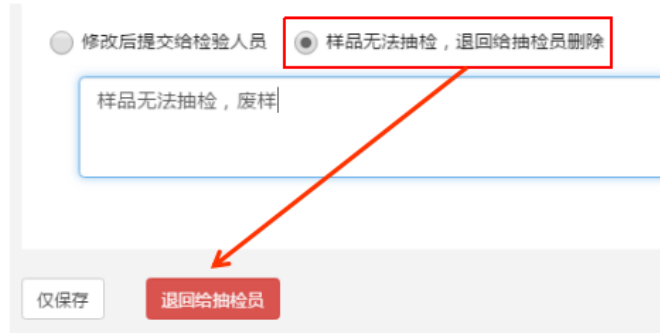 修改后提交给检验人员 样品无法抽检，退回给抽检员删除
样品无法抽检，废样
仅保存 退回给抽检员